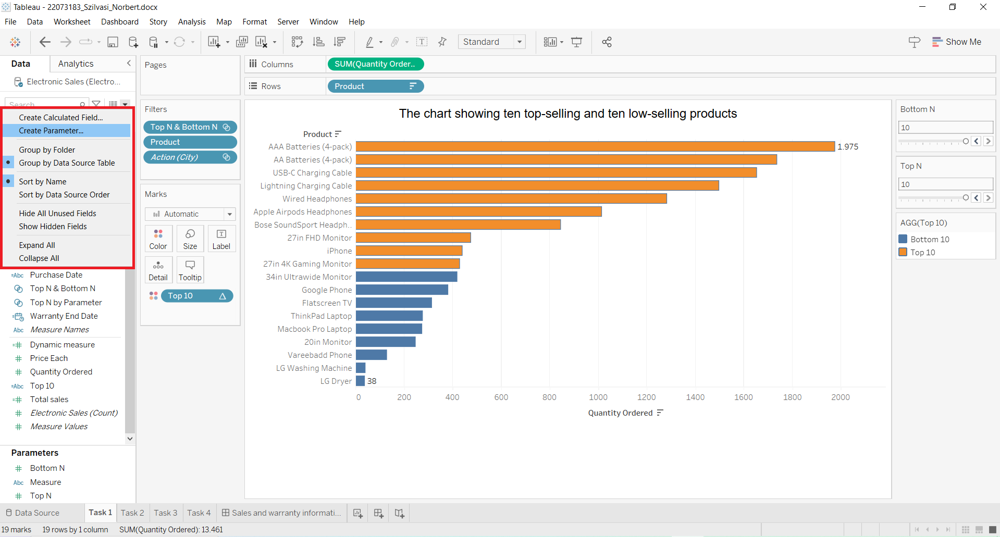 Tableau - 22073183_Szilvasi_Norbert.docx
File Data Worksheet Dashboard Story Analysis Map Format Server Window Help
Standard
Show Me
Data Analytics
Electronic Sales (Electro...
Search
Create Calculated Field...
Create Parameter...
Group by Folder
Group by Data Source Table
Sort by Name
Sort by Data Source Order
Hide All Unused Fields
Show Hidden Fields
Expand All
Collapse All
=Abc Purchase Date
Top N & Bottom N
Top N by Parameter
Warranty End Date
Abc Measure Names
=# Dynamic measure
# Price Each
# Quantity Ordered
=Abc Top 10
=# Total sales
# Electronic Sales (Count)
# Measure Values
Parameters
# Bottom N
Abc Measure
# Top N
Pages
Filters
Top N & Bottom N
Product
Action (City)
Marks
Automatic
Color Size Label
Detail Tooltip
Top 10
Columns SUM(Quantity Order..
Rows Product
The chart showing ten top-selling and ten low-selling products
Product
AAA Batteries (4-pack) 1.975
AA Batteries (4-pack)
USB-C Charging Cable
Lightning Charging Cable
Wired Headphones
Apple Airpods Headphones
Bose SoundSport Headph..
27in FHD Monitor
iPhone
27in 4K Gaming Monitor
34in Ultrawide Monitor
Google Phone
Flatscreen TV
ThinkPad Laptop
Macbook Pro Laptop
20in Monitor
Vareebadd Phone
LG Washing Machine
LG Dryer 38
0 200 400 600 800 1000 1200 1400 1600 1800 2000
Quantity Ordered
Bottom N
10
Top N
10
AGG(Top 10)
Bottom 10
Top 10
Data Source Task 1 Task 2 Task 3 Task 4 Sales and warranty informati...
19 marks 19 rows by 1 column SUM(Quantity Ordered): 13.461